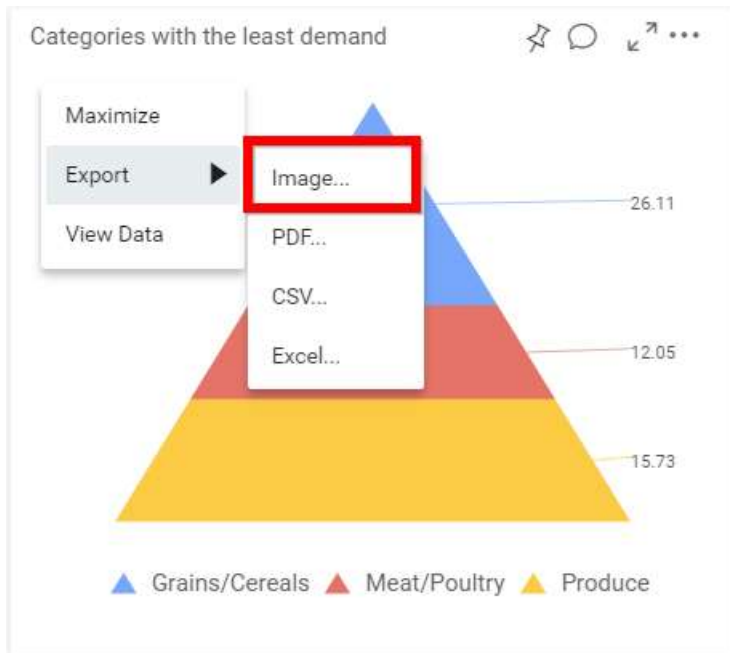 Categories with the least demand
Maximize
Export
View Data
Image...
PDF...
CSV...
Excel...
26.11
12.05
15.73
Grains/Cereals Meat/Poultry Produce